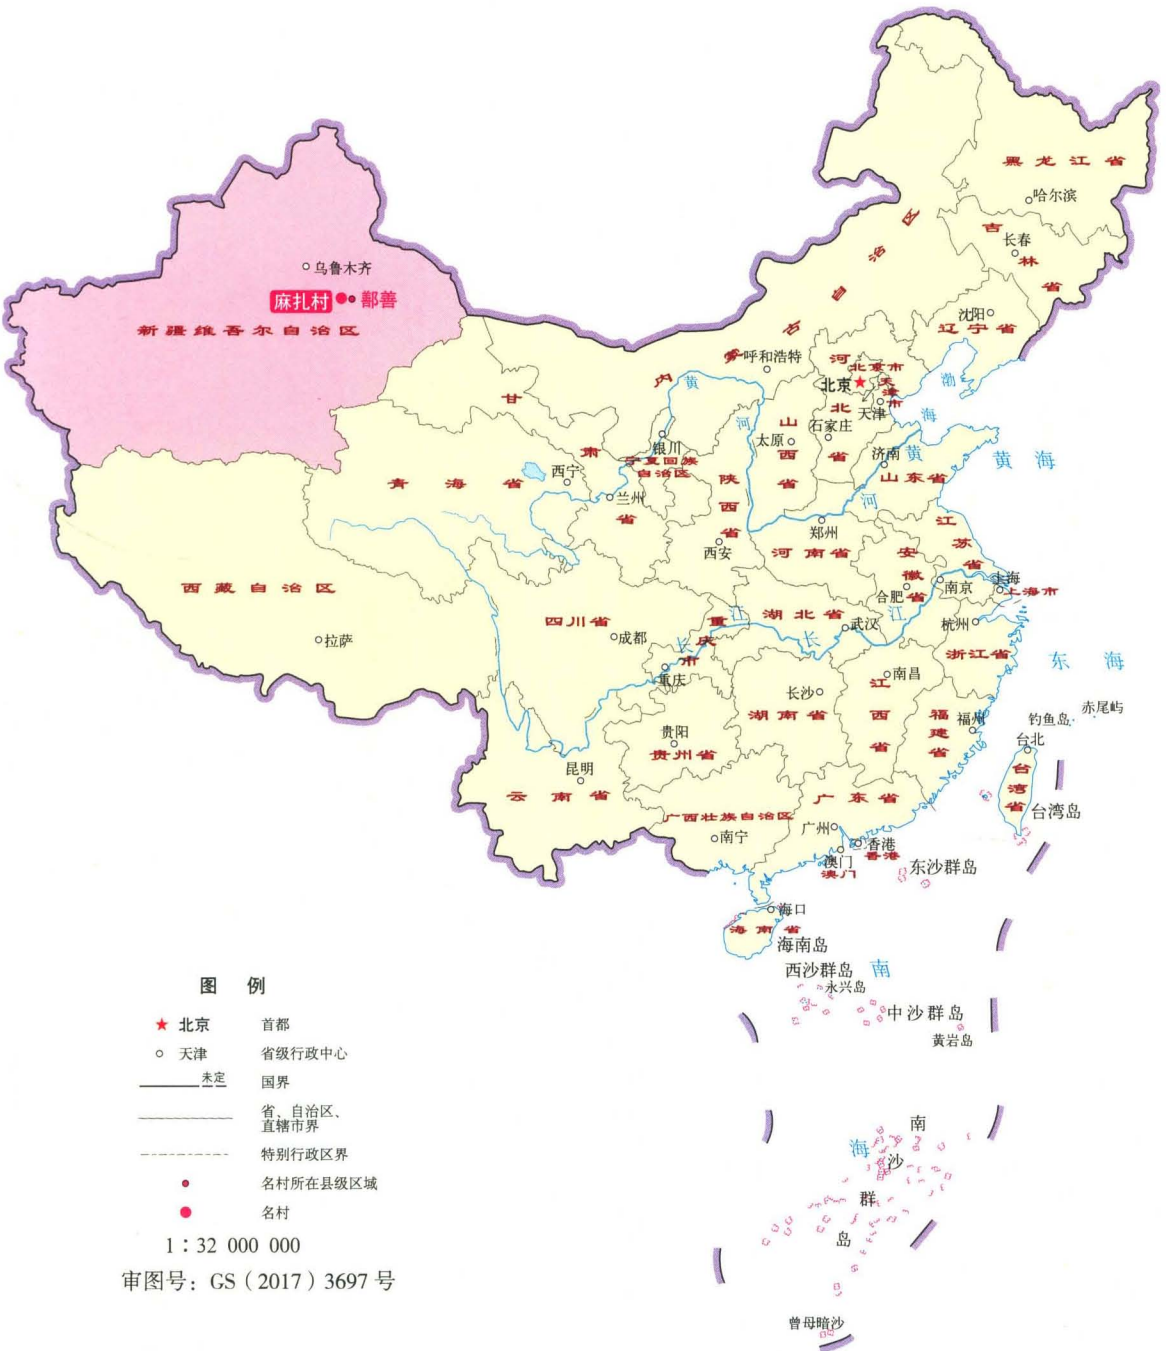 黑龙江省
哈尔滨
吉林省
长春
沈阳
辽宁省
内蒙古自治区
呼和浩特
乌鲁木齐
麻扎村
鄯善
新疆维吾尔自治区
甘肃省
河北省
北京市
北京
天津市
天津
渤海
黄河
银川
宁夏回族
自治区
山西省
太原
石家庄
济南
黄河
山东省
黄海
青海省
西宁
兰州
陕西省
西安
郑州
河南省
江苏省
安徽省
合肥
南京
上海
上海市
西藏自治区
拉萨
四川省
成都
重庆市
重庆
长江
湖北省
武汉
长江
杭州
浙江省
东海
长沙
湖南省
南昌
江西省
福建省
福州
钓鱼岛
赤尾屿
台北
台湾省
台湾岛
贵阳
贵州省
昆明
云南省
广西壮族自治区
南宁
广东省
广州
香港
香港
澳门
澳门
东沙群岛
海口
海南省
海南岛
西沙群岛
永兴岛
南海
中沙群岛
黄岩岛
南沙群岛
曾母暗沙
图 例
北京 首都
天津 省级行政中心
未定 国界
省、自治区、
直辖市界
特别行政区界
名村所在县级区域
名村
1：32 000 000
审图号：GS（2017）3697 号